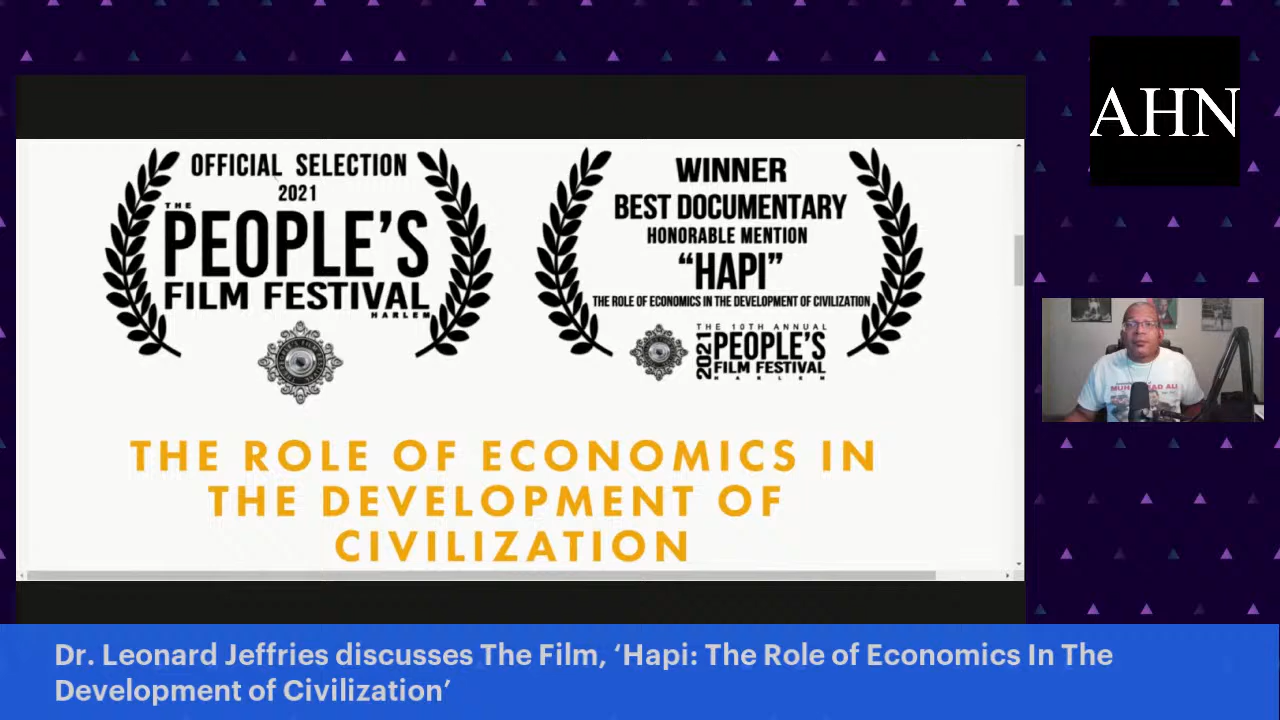 AHN
OFFICIAL SELECTION
2021
THE
PEOPLE'S
FILM FESTIVAL
HARLEM
WINNER
BEST DOCUMENTARY
HONORABLE MENTION
"HAPI"
THE ROLE OF ECONOMICS IN THE DEVELOPMENT OF CIVILIZATION
THE 10TH ANNUAL
2021
PEOPLE'S
FILM FESTIVAL
HARLEM
THE ROLE OF ECONOMICS IN
THE DEVELOPMENT OF
CIVILIZATION
Dr. Leonard Jeffries discusses The Film, ‘Hapi: The Role of Economics In The
Development of Civilization’